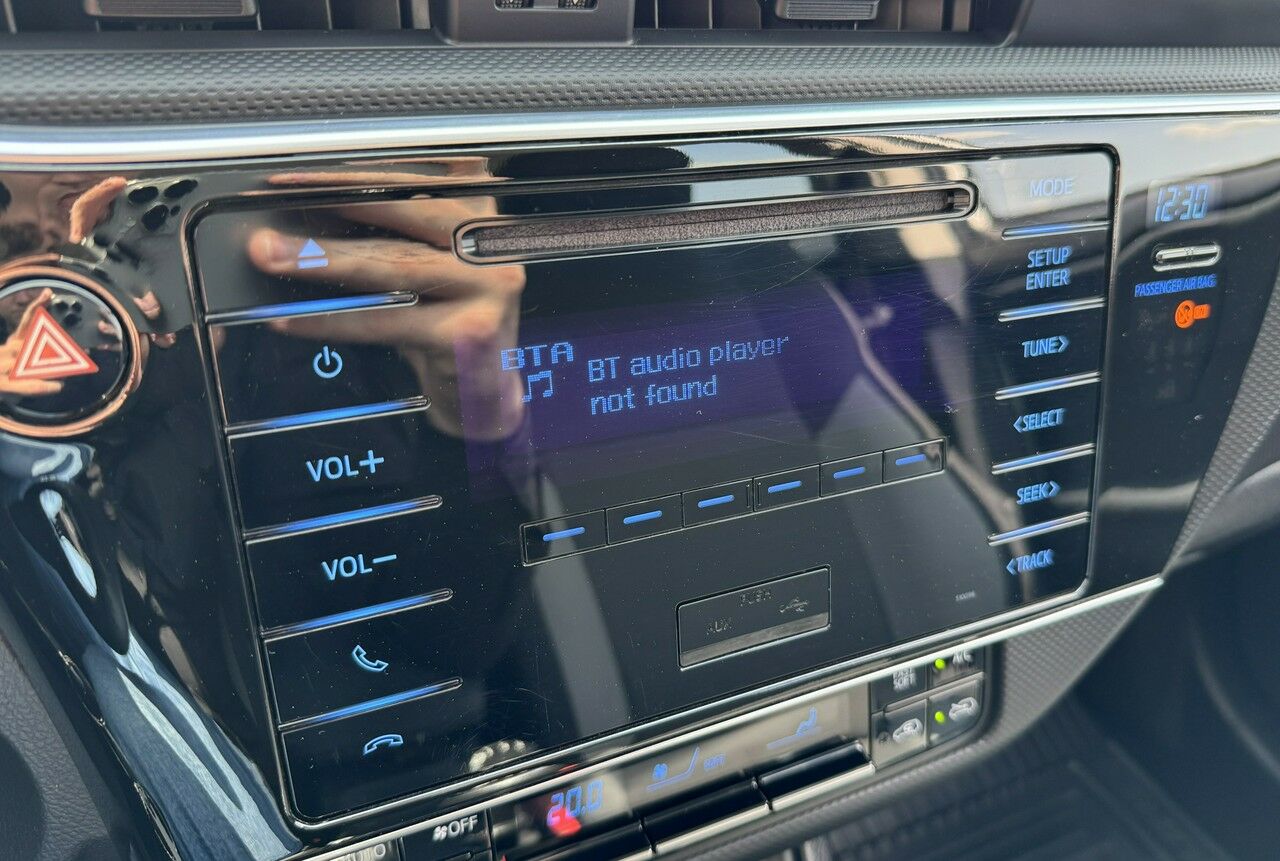 MODE
12:30
SETUP
ENTER
PASSENGER AIR BAG
TUNE>
BTA
BT audio player
not found
<SELECT
VOL+
SEEK>
VOL-
<TRACK
PUSH
AUX
A/C
20.0
OFF